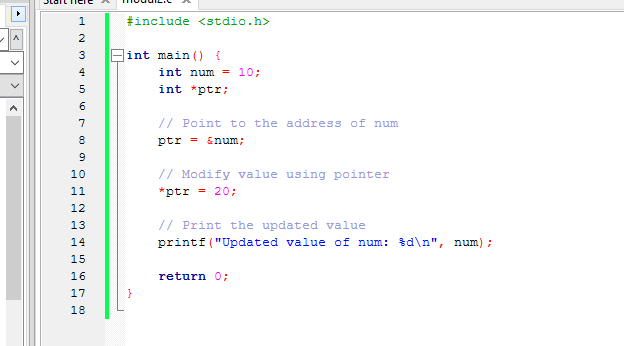 Start here
#include <stdio.h>
int main() {
int num = 10;
int *ptr;
// Point to the address of num
ptr = &num;
// Modify value using pointer
*ptr = 20;
// Print the updated value
printf("Updated value of num: %d\n", num);
return 0;
}
1
2
3
4
5
6
7
8
9
10
11
12
13
14
15
16
17
18